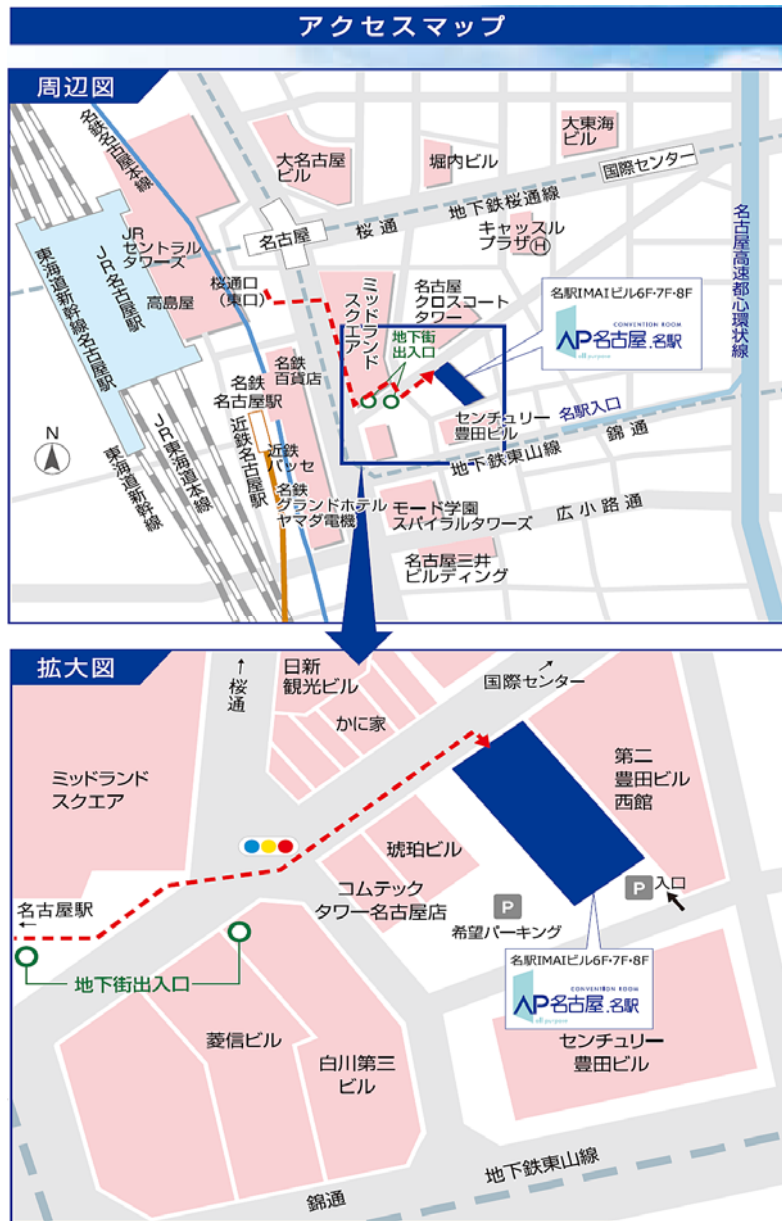 アクセスマップ
周辺図
名鉄名古屋本線
大名古屋
ビル
堀内ビル
大東海
ビル
国際センター
地下鉄桜通線
桜通
名古屋
キャッスル
プラザⒽ
名古屋高速都心環状線
JR
セントラル
タワーズ
JR名古屋駅
東海道新幹線名古屋駅
高島屋
桜通口
(東口)
ミッドランド
スクエア
名古屋
クロスコート
タワー
名駅IMAIビル6F・7F・8F
CONVENTION ROOM
AP名古屋.名駅
all purpose
地下街
出入口
名鉄
百貨店
名鉄
名古屋駅
近鉄名古屋駅
近鉄
パッセ
センチュリー
豊田ビル
名駅入口
錦通
地下鉄東山線
N
JR東海道本線
東海道新幹線
名鉄
グランドホテル
ヤマダ電機
モード学園
スパイラルタワーズ
広小路通
名古屋三井
ビルディング
拡大図
↑
桜通
日新
観光ビル
かに家
国際センター
ミッドランド
スクエア
第二
豊田ビル
西館
琥珀ビル
コムテック
タワー名古屋店
P
希望パーキング
P 入口
名古屋駅
←
地下街出入口
名駅IMAIビル6F・7F・8F
CONVENTION ROOM
AP名古屋.名駅
all purpose
菱信ビル
白川第三
ビル
センチュリー
豊田ビル
地下鉄東山線
錦通